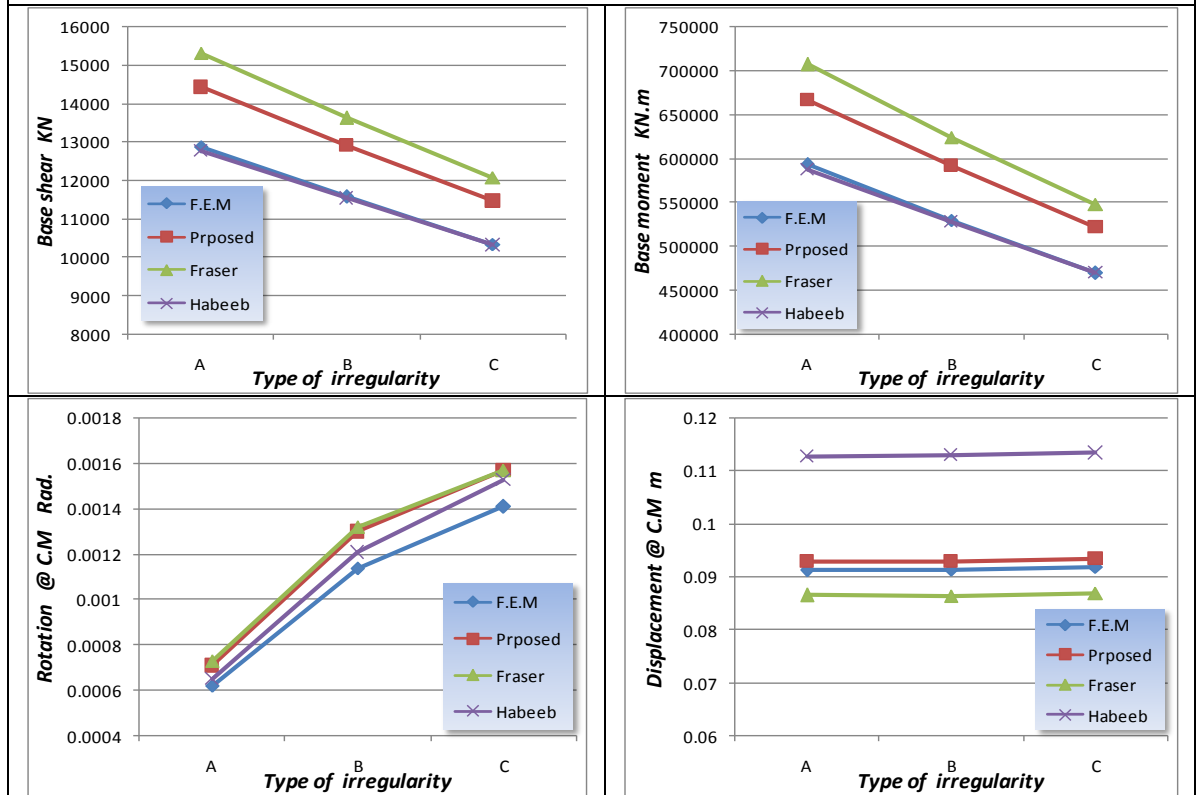 16000
15000
14000
13000
12000
11000
10000
9000
8000
Base shear KN
F.E.M
Prposed
Fraser
Habeeb
A B C
Type of irregularity
700000
650000
600000
550000
500000
450000
400000
Base moment KN.m
F.E.M
Prposed
Fraser
Habeeb
A B C
Type of irregularity
0.0018
0.0016
0.0014
0.0012
0.001
0.0008
0.0006
0.0004
Rotation @ C.M Rad.
F.E.M
Prposed
Fraser
Habeeb
A B C
Type of irregularity
0.12
0.11
0.1
0.09
0.08
0.07
0.06
Displacement @ C.M m
F.E.M
Prposed
Fraser
Habeeb
A B C
Type of irregularity